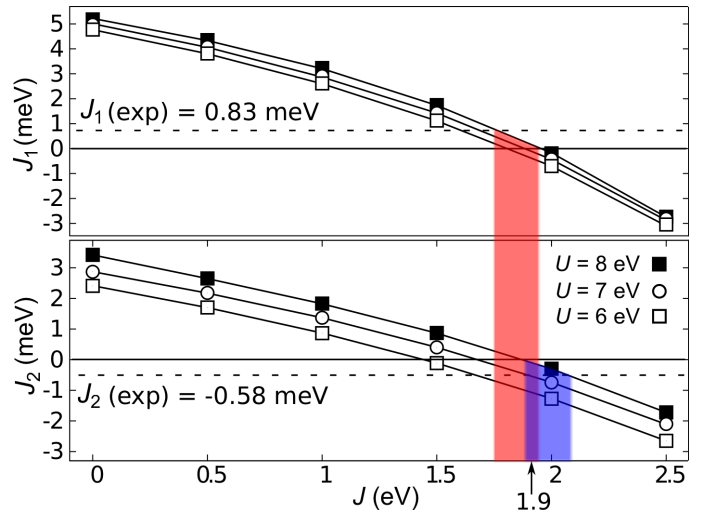 5
4
3
2
1
0
-1
-2
-3
J1 (meV)
J1 (exp) = 0.83 meV
3
2
1
0
-1
-2
-3
J2 (meV)
U = 8 eV
U = 7 eV
U = 6 eV
J2 (exp) = -0.58 meV
0 0.5 1 1.5 2 2.5
J (eV)
1.9